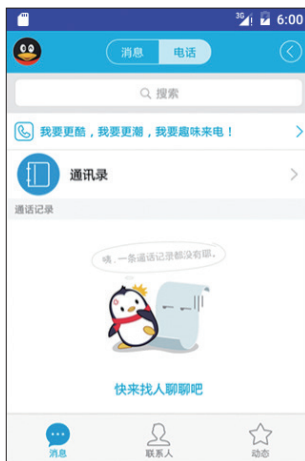 3G 6:00
消息 电话
搜索
我要更酷，我要更潮，我要趣味来电！
通讯录
通话记录
咦,一条通话记录都没有耶。
快来找人聊聊吧
消息 联系人 动态